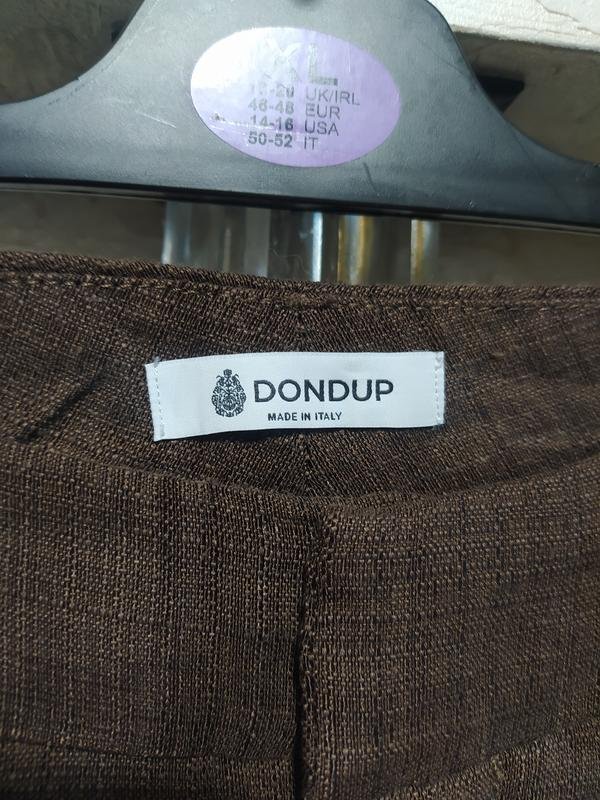 XL
UK/IRL
46-48 EUR
14-16 USA
50-52 IT
DONDUP
MADE IN ITALY